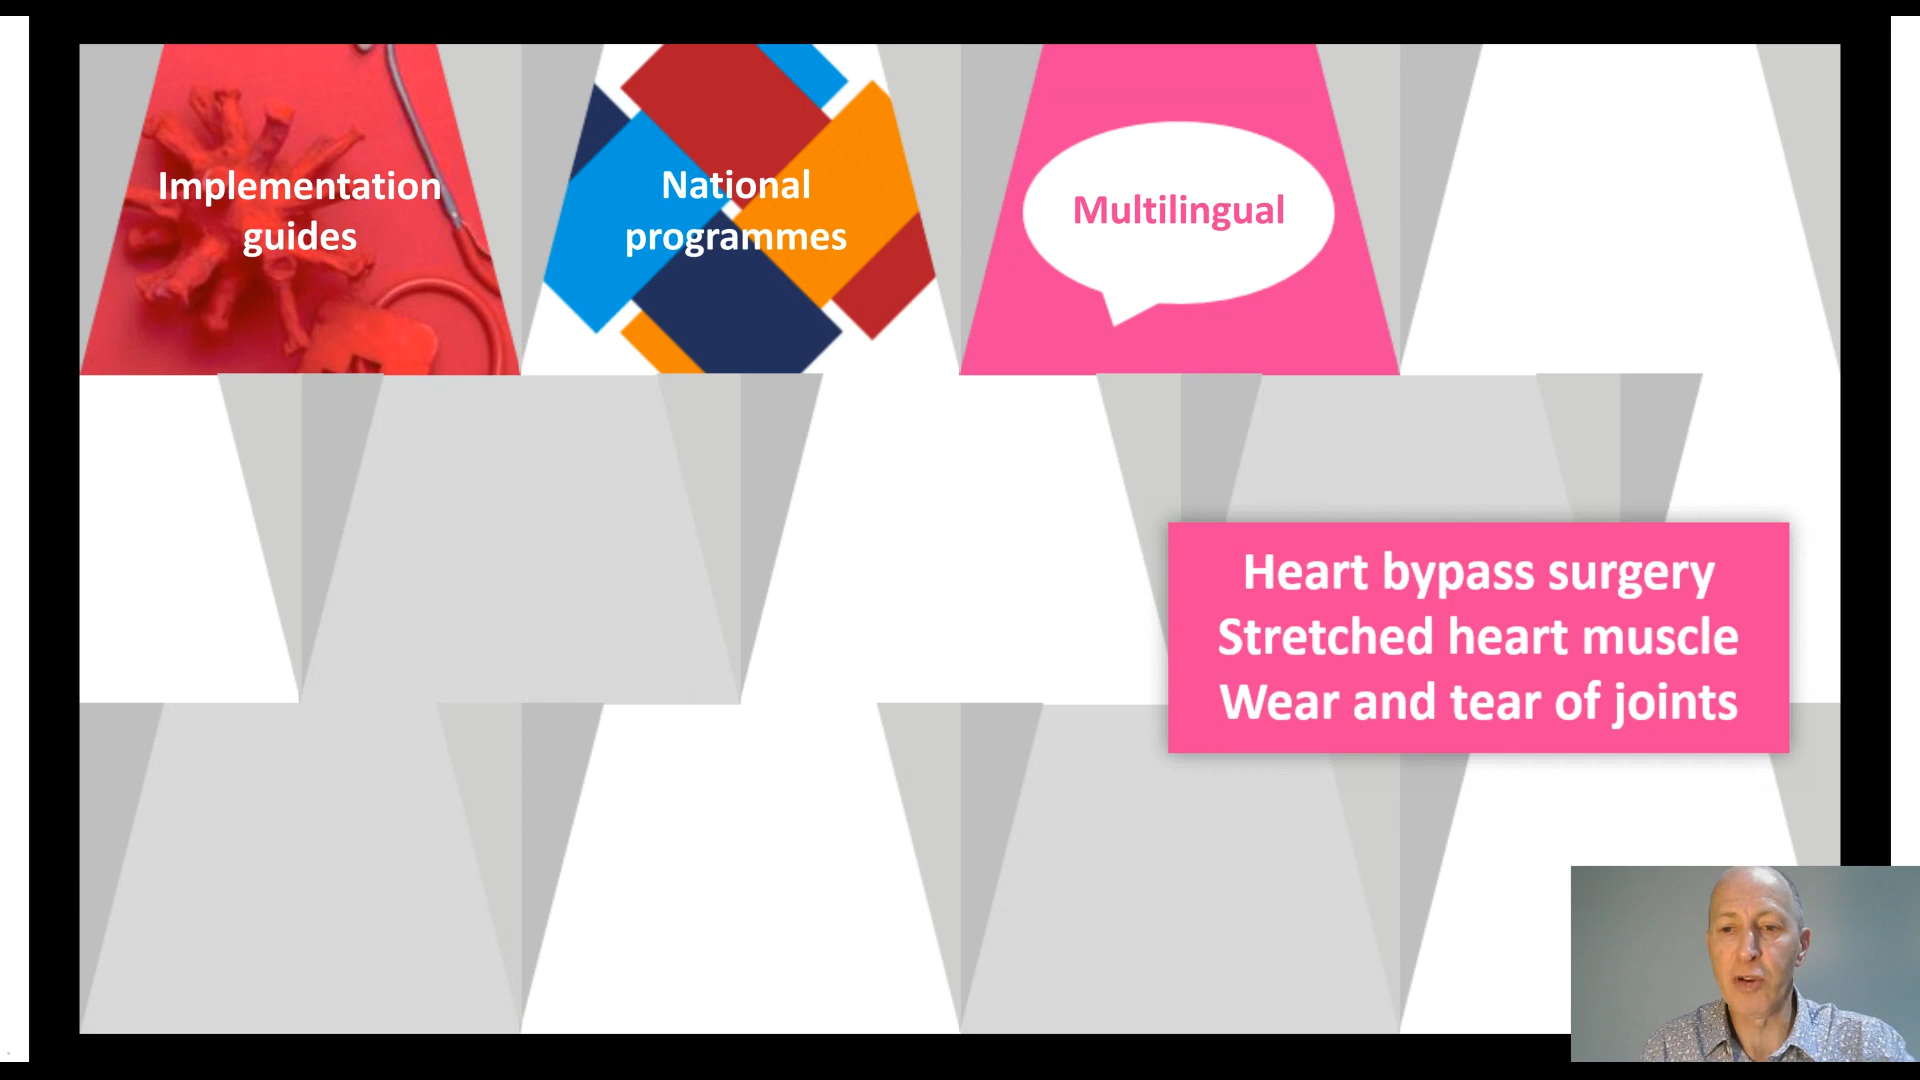 Implementation
guides
National
programmes
Multilingual
Heart bypass surgery
Stretched heart muscle
Wear and tear of joints